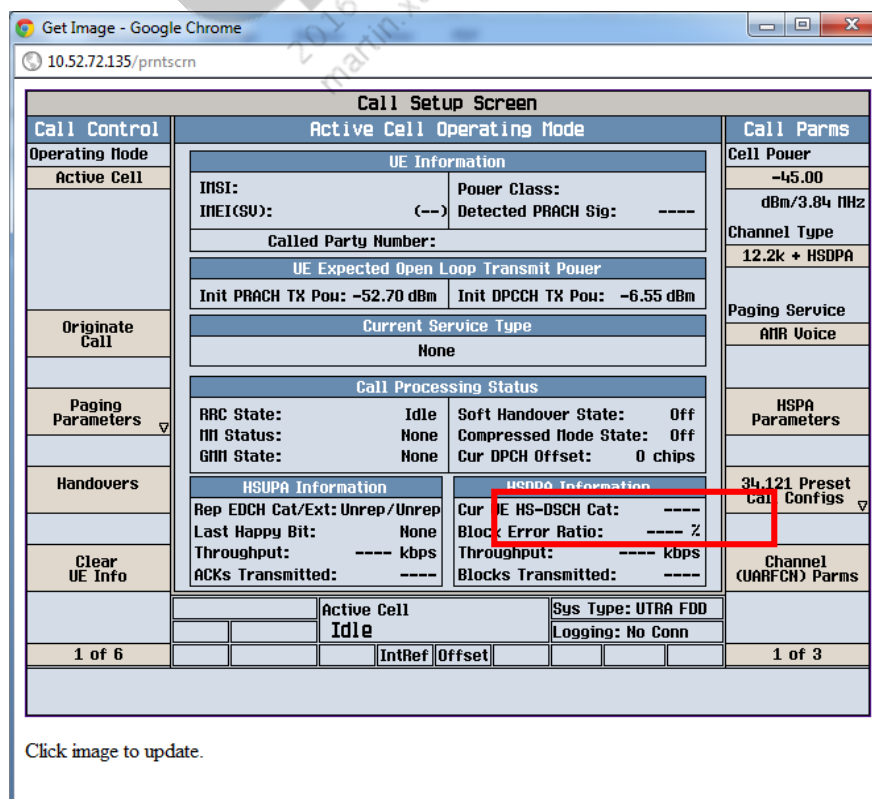 Get Image - Google Chrome
10.52.72.135/prntscrn
Call Setup Screen
Call Control
Active Cell Operating Mode
Call Parms
Operating Mode
Active Cell
Originate
Call
Paging
Parameters
Handovers
Clear
UE Info
1 of 6
UE Information
IMSI:
Power Class:
IMEI(SV): (--)
Detected PRACH Sig: ----
Called Party Number:
UE Expected Open Loop Transmit Power
Init PRACH TX Pow: -52.70 dBm
Init DPCCH TX Pow: -6.55 dBm
Current Service Type
None
Call Processing Status
RRC State: Idle
MM Status: None
GMM State: None
Soft Handover State: Off
Compressed Mode State: Off
Cur DPCH Offset: 0 chips
HSUPA Information
Rep EDCH Cat/Ext: Unrep/Unrep
Last Happy Bit: None
Throughput: ---- kbps
ACKs Transmitted: ----
HSDPA Information
Cur UE HS-DSCH Cat: ----
Block Error Ratio: ---- %
Throughput: ---- kbps
Blocks Transmitted: ----
Active Cell
Idle
Sys Type: UTRA FDD
Logging: No Conn
IntRef
Offset
Cell Power
-45.00
dBm/3.84 MHz
Channel Type
12.2k + HSDPA
Paging Service
AMR Voice
HSPA
Parameters
34.121 Preset
Call Configs
Channel
(UARFCN) Parms
1 of 3
Click image to update.
2016